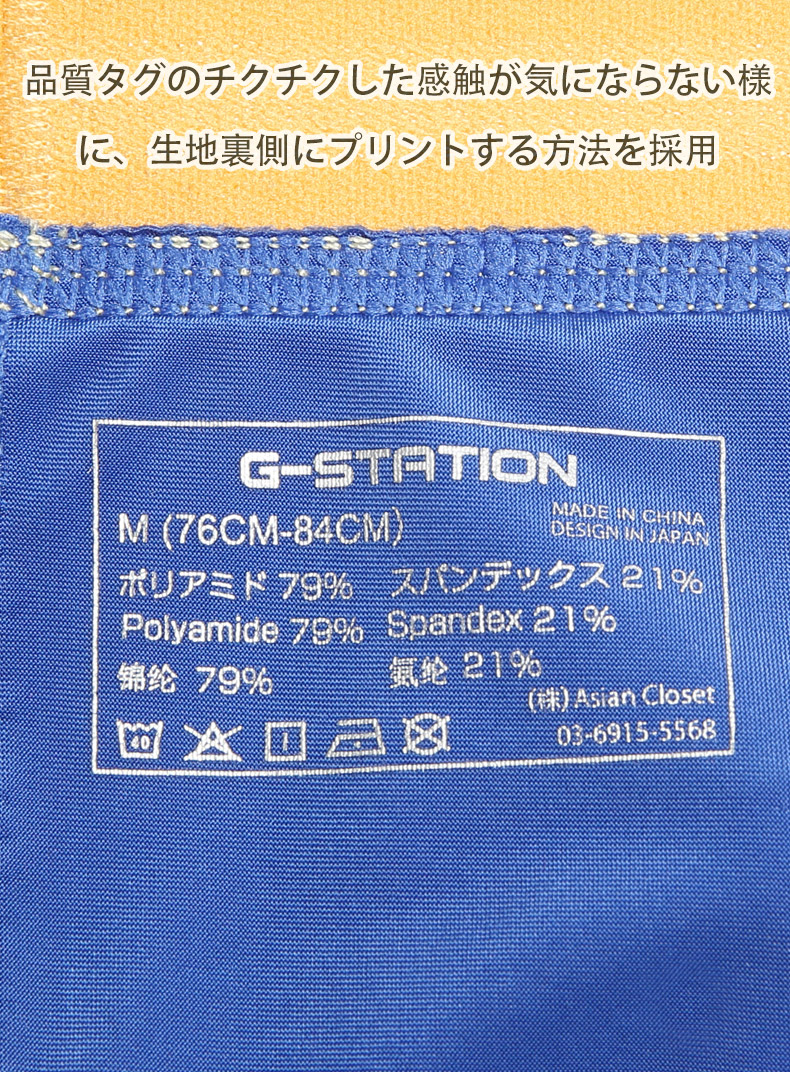 品質タグのチクチクした感触が気にならない様
に、生地裏側にプリントする方法を採用
G-STATION
M (76CM-84CM)
MADE IN CHINA
DESIGN IN JAPAN
ポリアミド 79% スパンデックス 21%
Polyamide 79% Spandex 21%
锦纶 79% 氨纶 21%
(株) Asian Closet
40
03-6915-5568